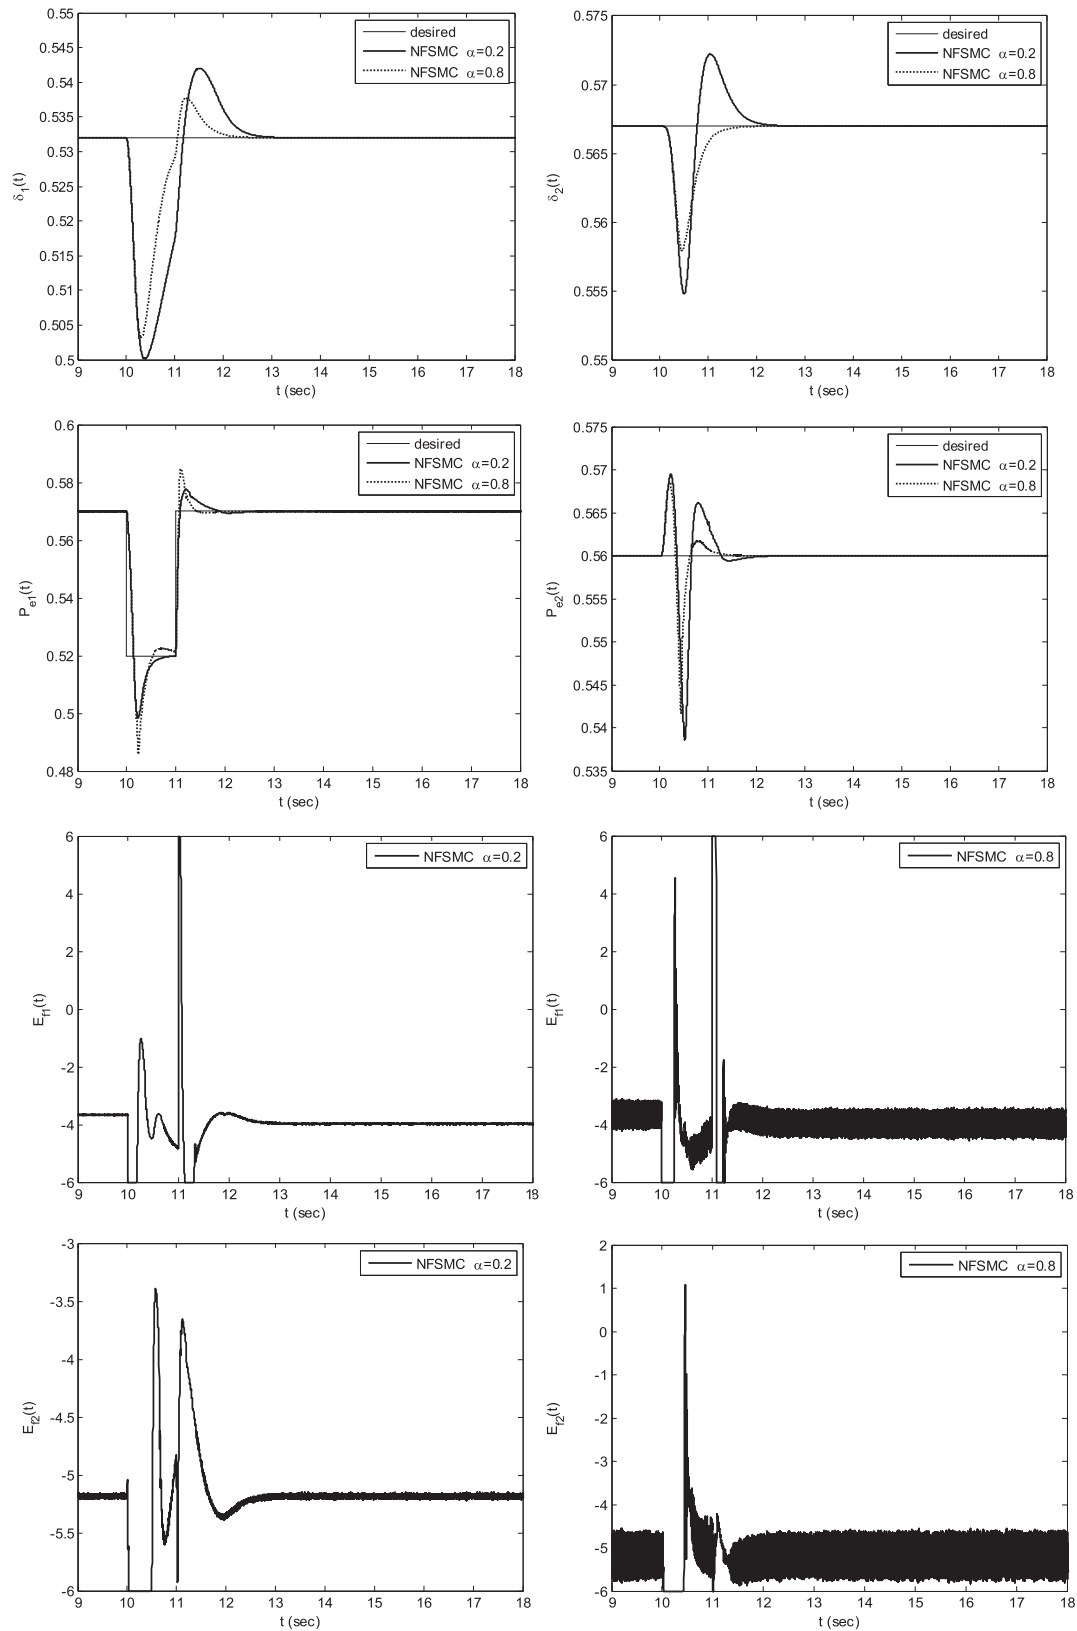 0.55
0.545
0.54
0.535
0.53
0.525
0.52
0.515
0.51
0.505
0.5
δ1(t)
desired
NFSMC α=0.2
NFSMC α=0.8
9 10 11 12 13 14 15 16 17 18
t (sec)
0.575
0.57
0.565
0.56
0.555
0.55
δ2(t)
desired
NFSMC α=0.2
NFSMC α=0.8
9 10 11 12 13 14 15 16 17 18
t (sec)
0.6
0.58
0.56
0.54
0.52
0.5
0.48
Pe1(t)
desired
NFSMC α=0.2
NFSMC α=0.8
9 10 11 12 13 14 15 16 17 18
t (sec)
0.575
0.57
0.565
0.56
0.555
0.55
0.545
0.54
0.535
Pe2(t)
desired
NFSMC α=0.2
NFSMC α=0.8
9 10 11 12 13 14 15 16 17 18
t (sec)
6
4
2
0
-2
-4
-6
Ef1(t)
NFSMC α=0.2
9 10 11 12 13 14 15 16 17 18
t (sec)
6
4
2
0
-2
-4
-6
Ef1(t)
NFSMC α=0.8
9 10 11 12 13 14 15 16 17 18
t (sec)
-3
-3.5
-4
-4.5
-5
-5.5
-6
Ef2(t)
NFSMC α=0.2
9 10 11 12 13 14 15 16 17 18
t (sec)
2
1
0
-1
-2
-3
-4
-5
-6
Ef2(t)
NFSMC α=0.8
9 10 11 12 13 14 15 16 17 18
t (sec)